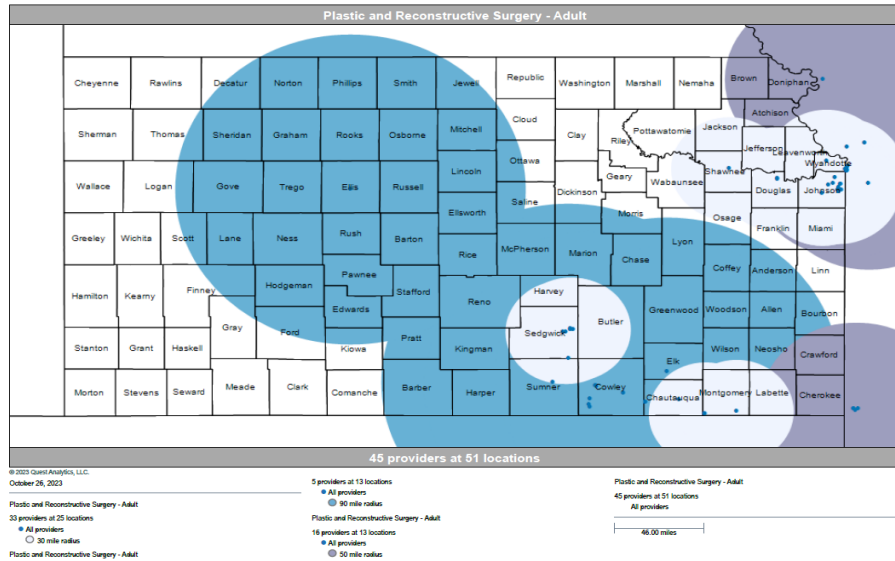 Plastic and Reconstructive Surgery - Adult
Cheyenne Rawlins Decatur Norton Phillips Smith Jewell Republic Washington Marshall Nemaha Brown Doniphan
Atchison
Sherman Thomas Sheridan Graham Rooks Osborne Mitchell Cloud Clay Riley Pottawatomie Jackson
Jefferson Leavenworth
Wyandotte
Wallace Logan Gove Trego Ellis Russell Lincoln Ottawa Saline Dickinson Geary Wabaunsee Shawnee Douglas Johnson
Greeley Wichita Scott Lane Ness Rush Barton Ellsworth Morris Osage Franklin Miami
Rice McPherson Marion Chase Lyon
Hamilton Kearny Finney Hodgeman Pawnee Stafford Reno Harvey Coffey Anderson Linn
Gray Ford Edwards Sedgwick Butler Greenwood Woodson Allen Bourbon
Stanton Grant Haskell Kiowa Pratt Kingman Elk Wilson Neosho Crawford
Morton Stevens Seward Meade Clark Comanche Barber Harper Sumner Cowley Chautauqua Montgomery Labette Cherokee
45 providers at 51 locations
© 2023 Quest Analytics, LLC.
October 26, 2023
Plastic and Reconstructive Surgery - Adult
33 providers at 25 locations
All providers
30 mile radius
Plastic and Reconstructive Surgery - Adult
5 providers at 13 locations
All providers
90 mile radius
Plastic and Reconstructive Surgery - Adult
16 providers at 13 locations
All providers
50 mile radius
Plastic and Reconstructive Surgery - Adult
45 providers at 51 locations
All providers
46.00 miles